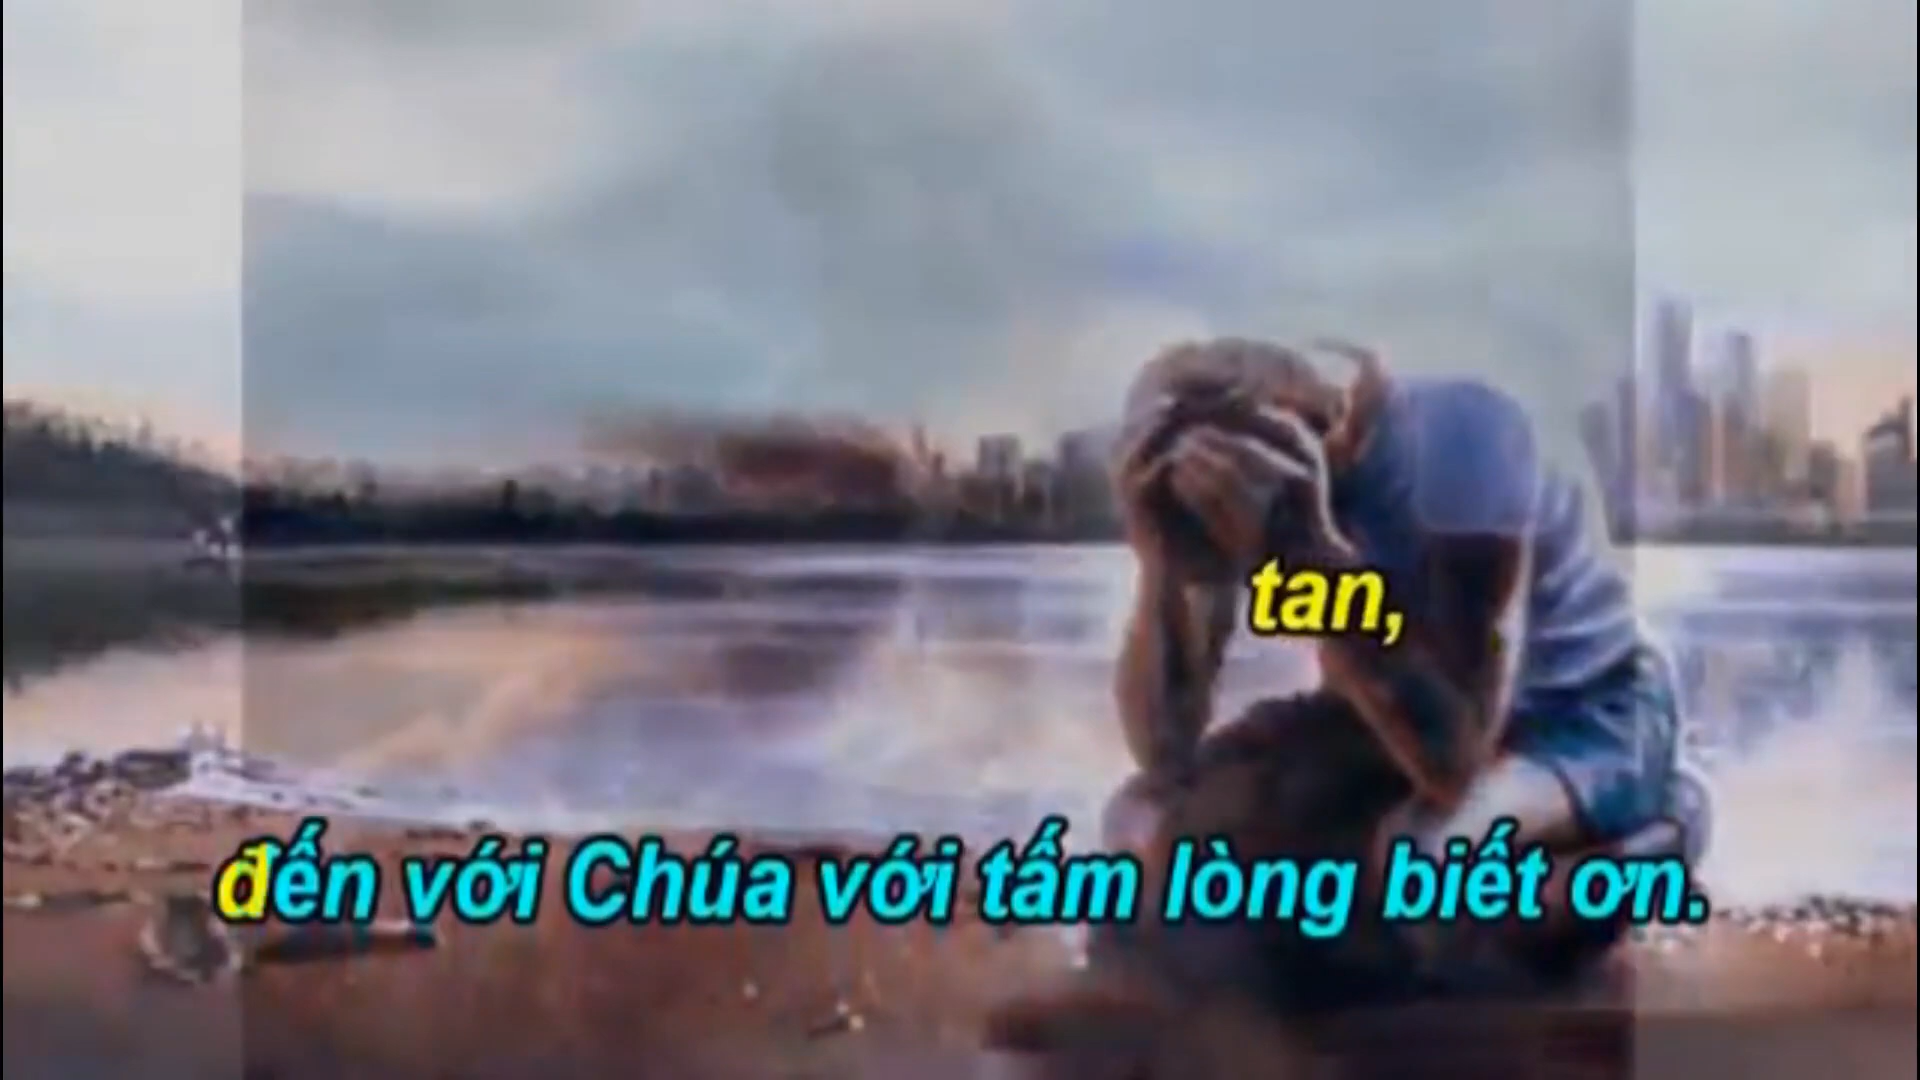 tan,
đến với Chúa với tấm lòng biết ơn.